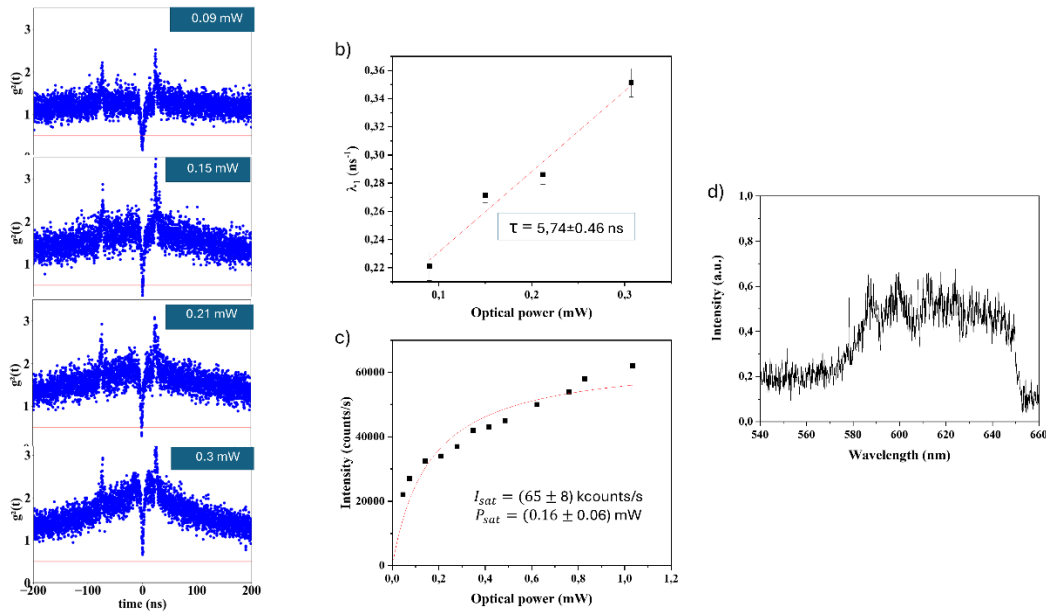 0.09 mW
3
2
1
0
g²(t)
0.15 mW
3
2
1
0
g²(t)
0.21 mW
3
2
1
0
g²(t)
0.3 mW
3
2
1
0
g²(t)
−200 −100 0 100 200
time (ns)
b)
0,36
0,34
0,32
0,30
0,28
0,26
0,24
0,22
λ₁ (ns⁻¹)
τ = 5,74±0.46 ns
0,1 0,2 0,3
Optical power (mW)
c)
60000
40000
20000
0
Intensity (counts/s)
I_sat = (65 ± 8) kcounts/s
P_sat = (0.16 ± 0.06) mW
0,0 0,2 0,4 0,6 0,8 1,0 1,2
Optical power (mW)
d)
1,0
0,8
0,6
0,4
0,2
0,0
Intensity (a.u.)
540 560 580 600 620 640 660
Wavelength (nm)